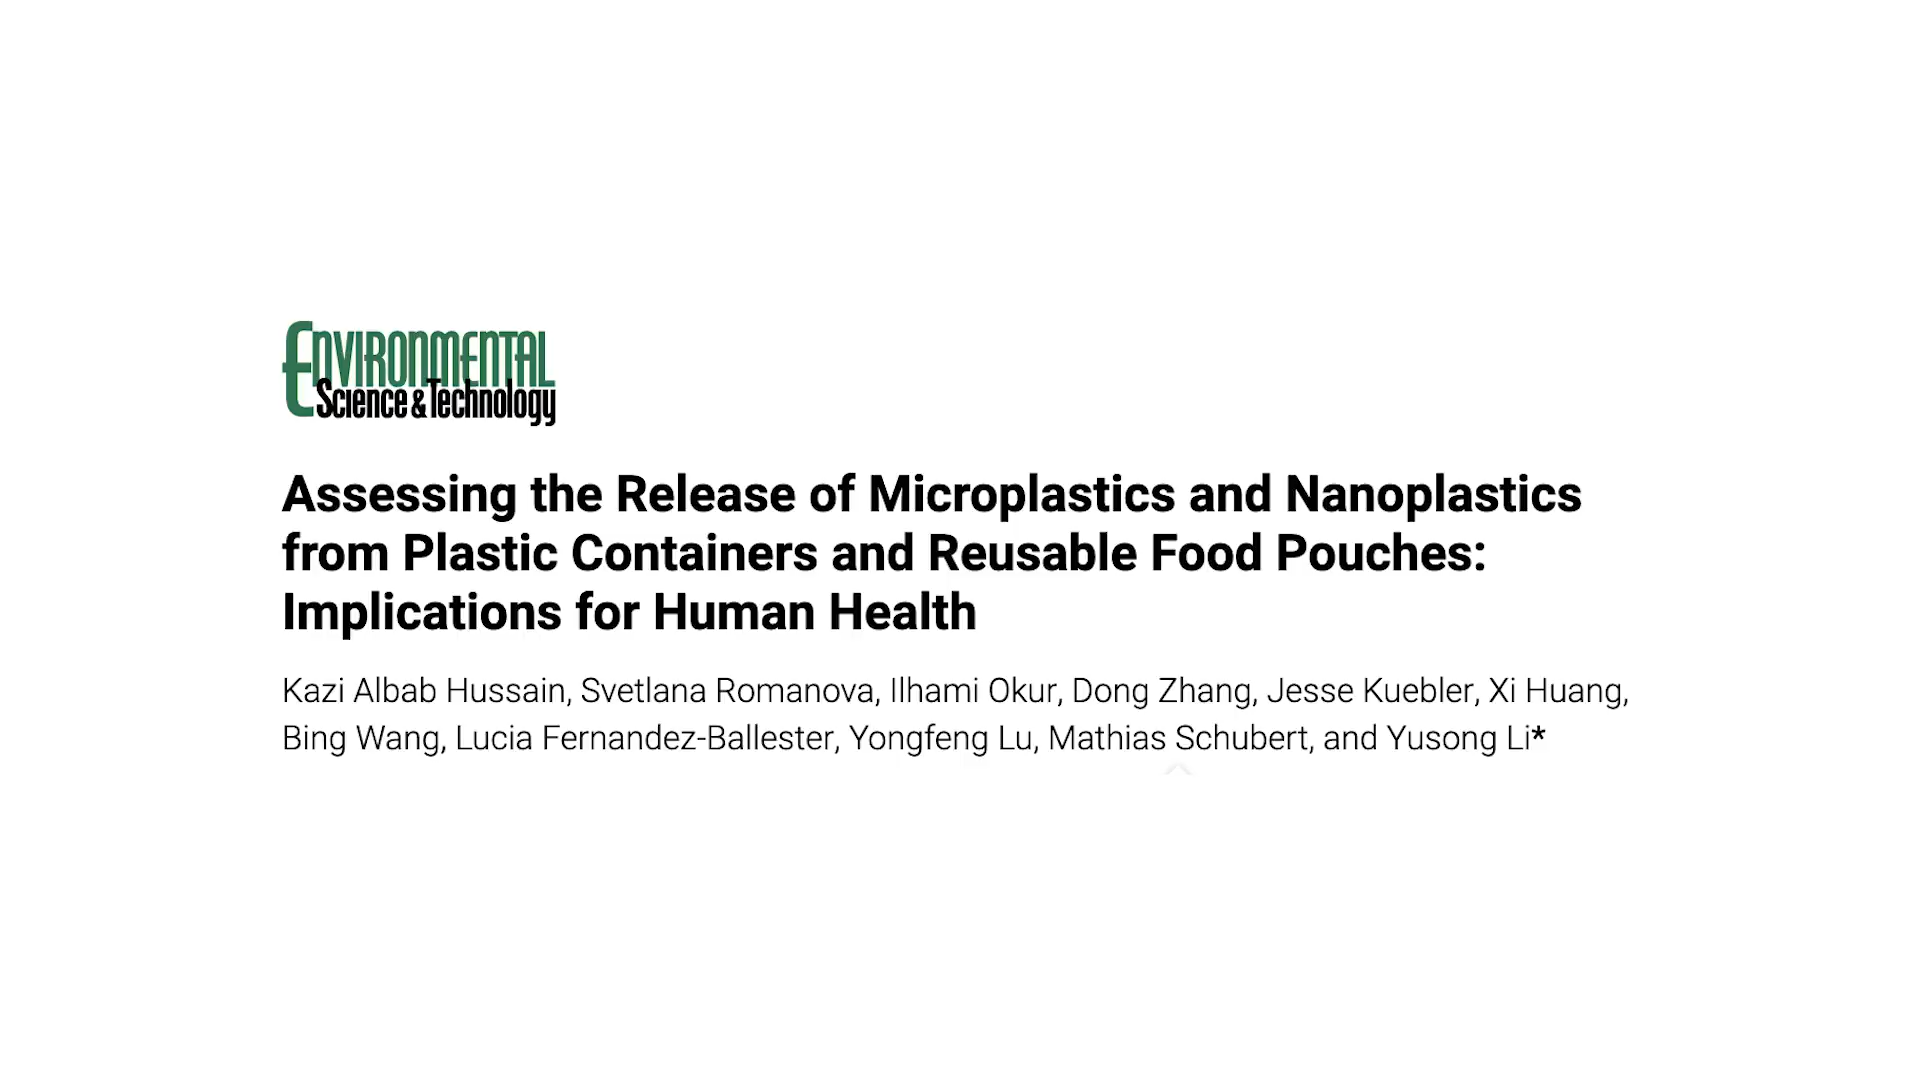 Environmental
Science & Technology
Assessing the Release of Microplastics and Nanoplastics
from Plastic Containers and Reusable Food Pouches:
Implications for Human Health
Kazi Albab Hussain, Svetlana Romanova, Ilhami Okur, Dong Zhang, Jesse Kuebler, Xi Huang,
Bing Wang, Lucia Fernandez-Ballester, Yongfeng Lu, Mathias Schubert, and Yusong Li*